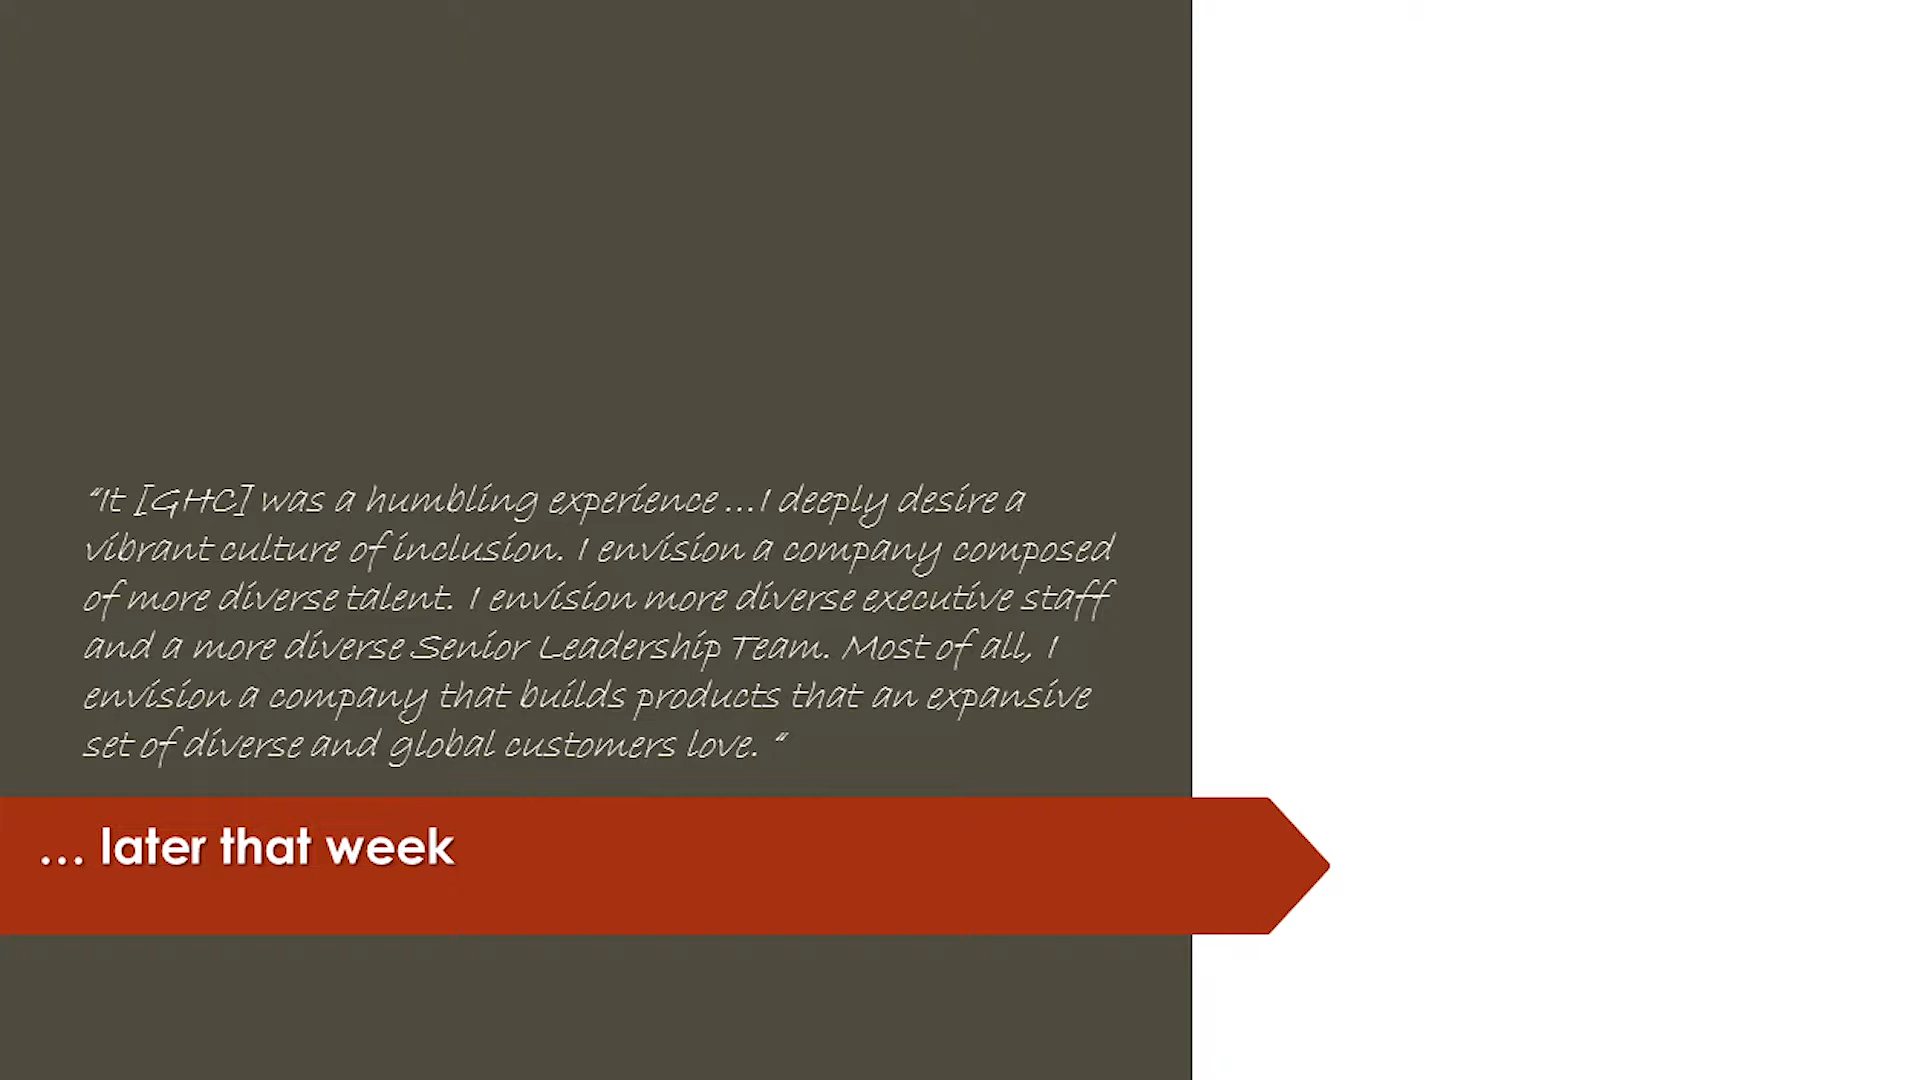 “It [GHC] was a humbling experience …I deeply desire a
vibrant culture of inclusion. I envision a company composed
of more diverse talent. I envision more diverse executive staff
and a more diverse Senior Leadership Team. Most of all, I
envision a company that builds products that an expansive
set of diverse and global customers love. “
… later that week